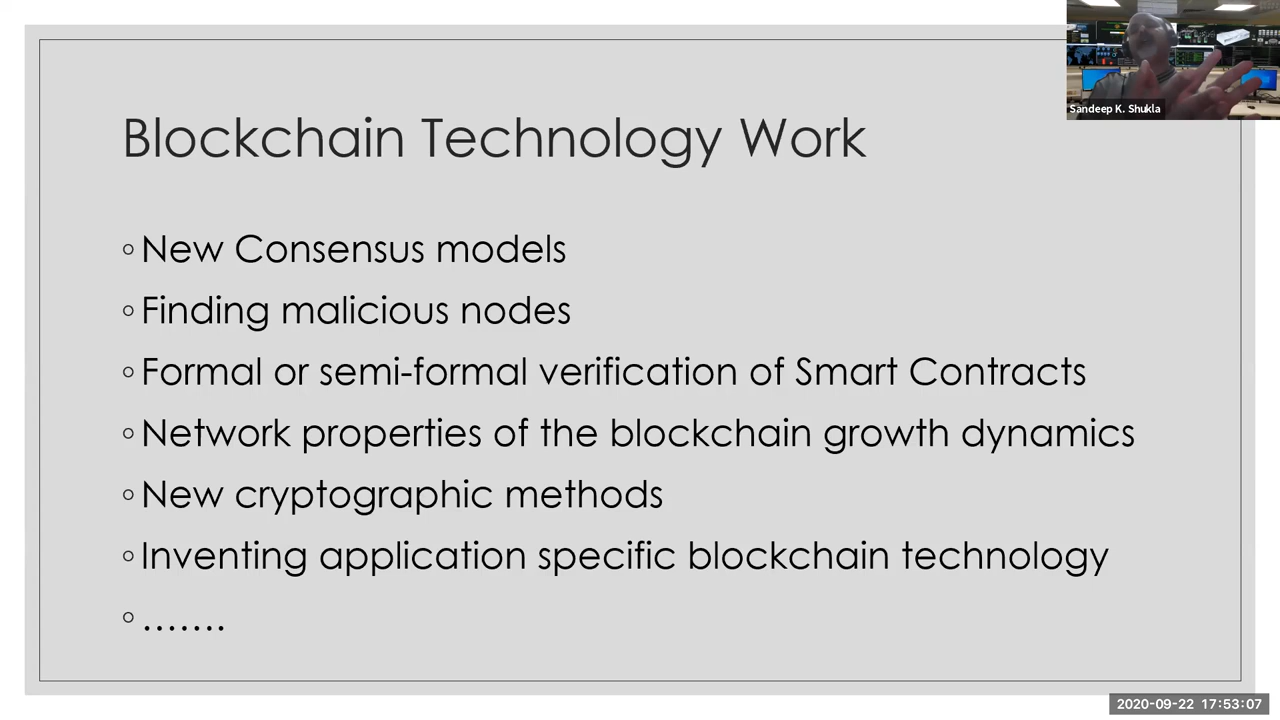 Sandeep K. Shukla
Blockchain Technology Work
◦New Consensus models
◦Finding malicious nodes
◦Formal or semi-formal verification of Smart Contracts
◦Network properties of the blockchain growth dynamics
◦New cryptographic methods
◦Inventing application specific blockchain technology
◦…….
2020-09-22 17:53:07